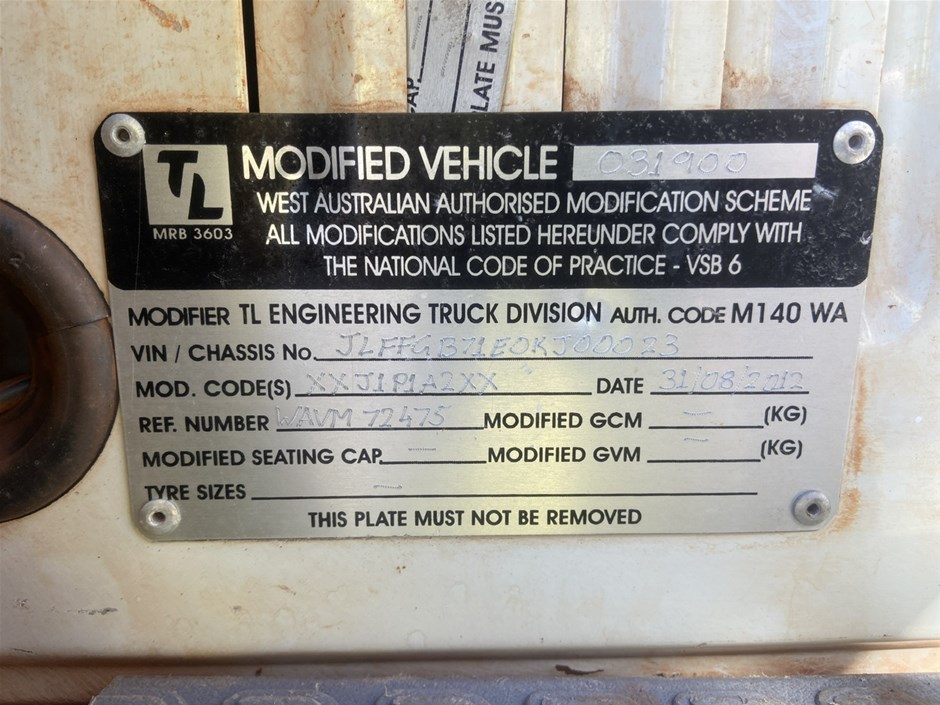 CAP.
LATE MUS
TL
MRB 3603
MODIFIED VEHICLE 031900
WEST AUSTRALIAN AUTHORISED MODIFICATION SCHEME
ALL MODIFICATIONS LISTED HEREUNDER COMPLY WITH
THE NATIONAL CODE OF PRACTICE - VSB 6
MODIFIER TL ENGINEERING TRUCK DIVISION AUTH. CODE M140 WA
VIN / CHASSIS No. JLFFGB71E0KJ00023
MOD. CODE(S) XXJ1P1A2XX DATE 31/08/2012
REF. NUMBER WAVM 72475 MODIFIED GCM - (KG)
MODIFIED SEATING CAP. - MODIFIED GVM - (KG)
TYRE SIZES -
THIS PLATE MUST NOT BE REMOVED